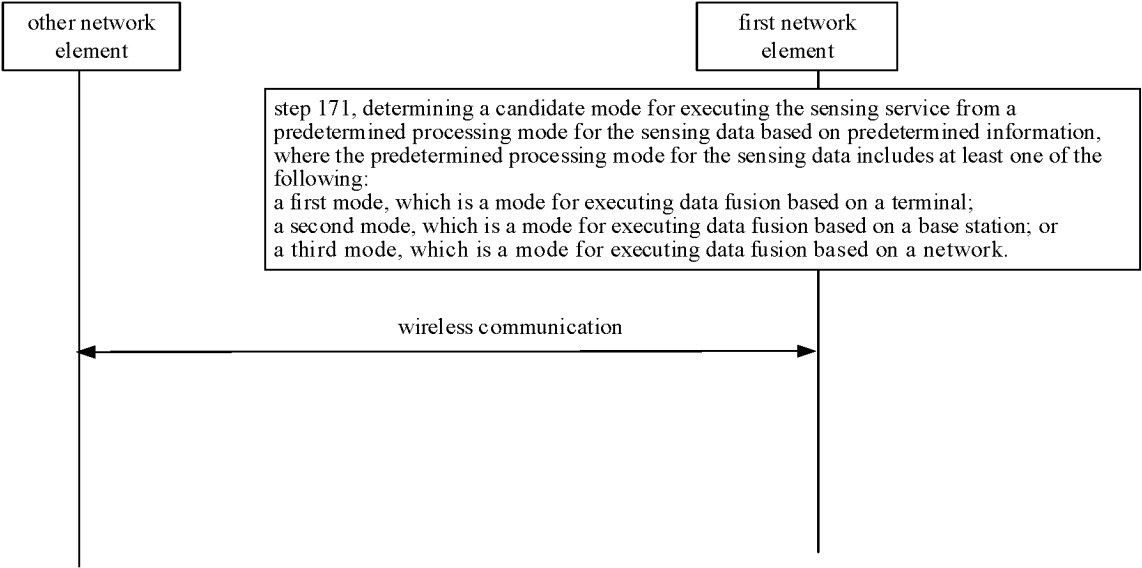 other network
element
first network
element
step 171, determining a candidate mode for executing the sensing service from a
predetermined processing mode for the sensing data based on predetermined information,
where the predetermined processing mode for the sensing data includes at least one of the
following:
a first mode, which is a mode for executing data fusion based on a terminal;
a second mode, which is a mode for executing data fusion based on a base station; or
a third mode, which is a mode for executing data fusion based on a network.
wireless communication